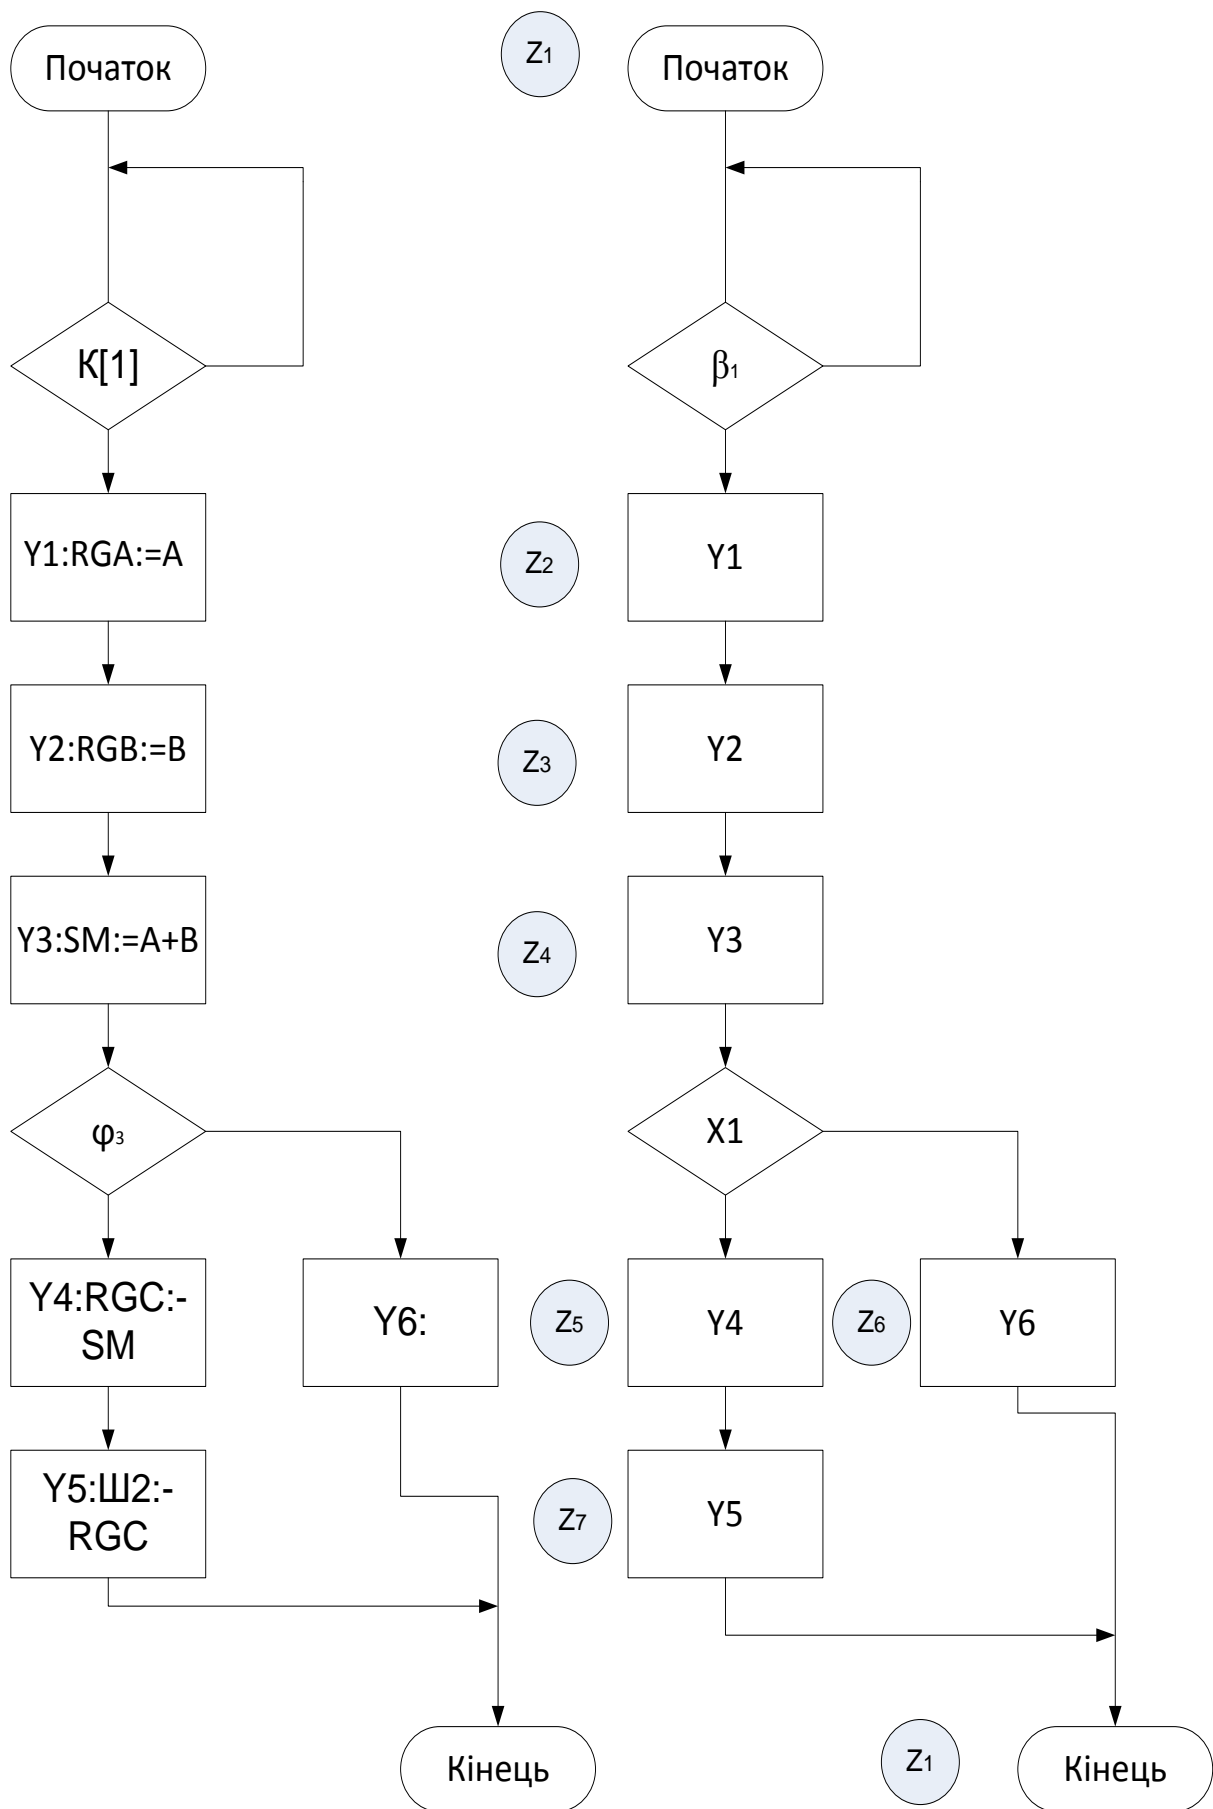 Початок
К[1]
Y1:RGA:=A
Y2:RGB:=B
Y3:SM:=A+B
φ3
Y4:RGC:-
SM
Y6:
Y5:Ш2:-
RGC
Кінець
Z1
Початок
β1
Z2
Y1
Z3
Y2
Z4
Y3
X1
Z5
Y4
Z6
Y6
Z7
Y5
Z1
Кінець